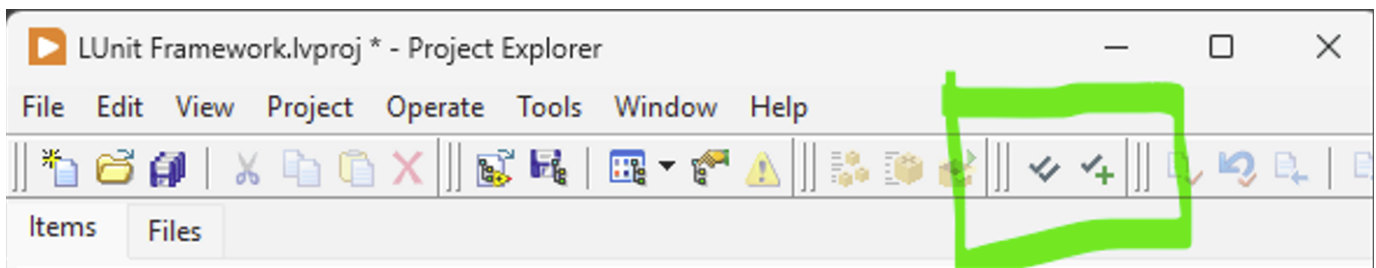 LUnit Framework.lvproj * - Project Explorer
File Edit View Project Operate Tools Window Help
Items Files